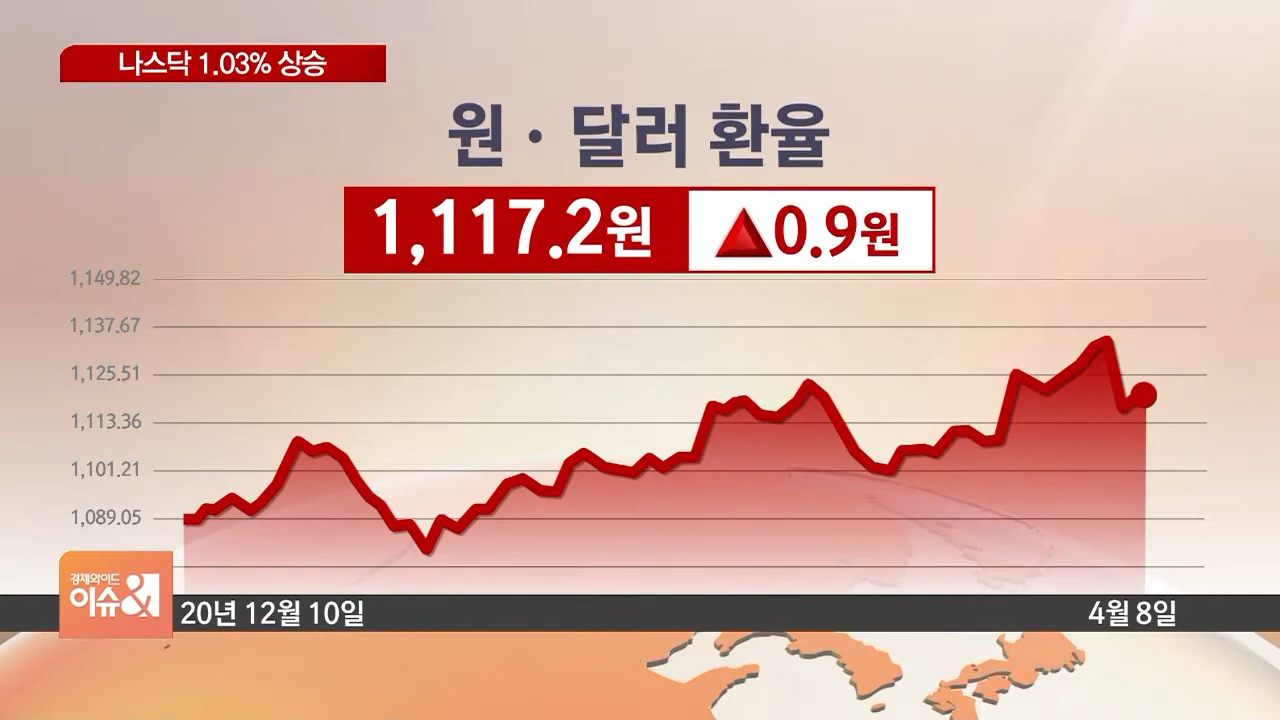 나스닥 1.03% 상승
원 · 달러 환율
1,117.2원 ▲0.9원
1,149.82
1,137.67
1,125.51
1,113.36
1,101.21
1,089.05
경제와이드
이슈&
20년 12월 10일
4월 8일